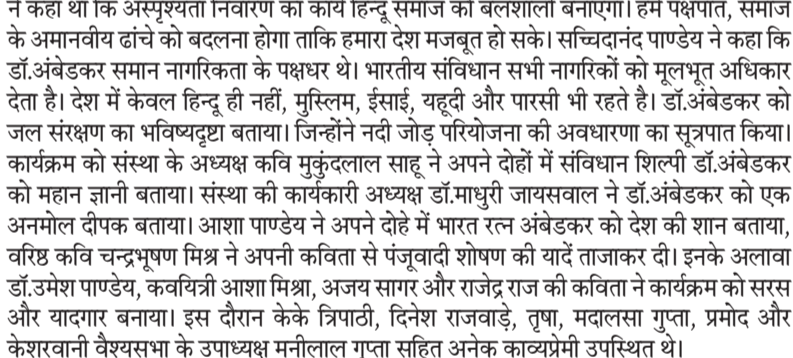 ने कहा था कि अस्पृश्यता निवारण का कार्य हिन्दू समाज को बलशाली बनाएगा। हमें पक्षपात, समाज
के अमानवीय ढांचे को बदलना होगा ताकि हमारा देश मजबूत हो सके। सच्चिदानंद पाण्डेय ने कहा कि
डॉ.अंबेडकर समान नागरिकता के पक्षधर थे। भारतीय संविधान सभी नागरिकों को मूलभूत अधिकार
देता है। देश में केवल हिन्दू ही नहीं, मुस्लिम, ईसाई, यहूदी और पारसी भी रहते है। डॉ.अंबेडकर को
जल संरक्षण का भविष्यदृष्टा बताया। जिन्होंने नदी जोड़ परियोजना की अवधारणा का सूत्रपात किया।
कार्यक्रम को संस्था के अध्यक्ष कवि मुकुंदलाल साहू ने अपने दोहों में संविधान शिल्पी डॉ.अंबेडकर
को महान ज्ञानी बताया। संस्था की कार्यकारी अध्यक्ष डॉ.माधुरी जायसवाल ने डॉ.अंबेडकर को एक
अनमोल दीपक बताया। आशा पाण्डेय ने अपने दोहे में भारत रत्न अंबेडकर को देश की शान बताया,
वरिष्ठ कवि चन्द्रभूषण मिश्र ने अपनी कविता से पंजूवादी शोषण की यादें ताजाकर दी। इनके अलावा
डॉ.उमेश पाण्डेय, कवयित्री आशा मिश्रा, अजय सागर और राजेद्र राज की कविता ने कार्यक्रम को सरस
और यादगार बनाया। इस दौरान केके त्रिपाठी, दिनेश राजवाड़े, तृषा, मदालसा गुप्ता, प्रमोद और
केशरवानी वैश्यसभा के उपाध्यक्ष मनीलाल गुप्ता सहित अनेक काव्यप्रेमी उपस्थित थे।